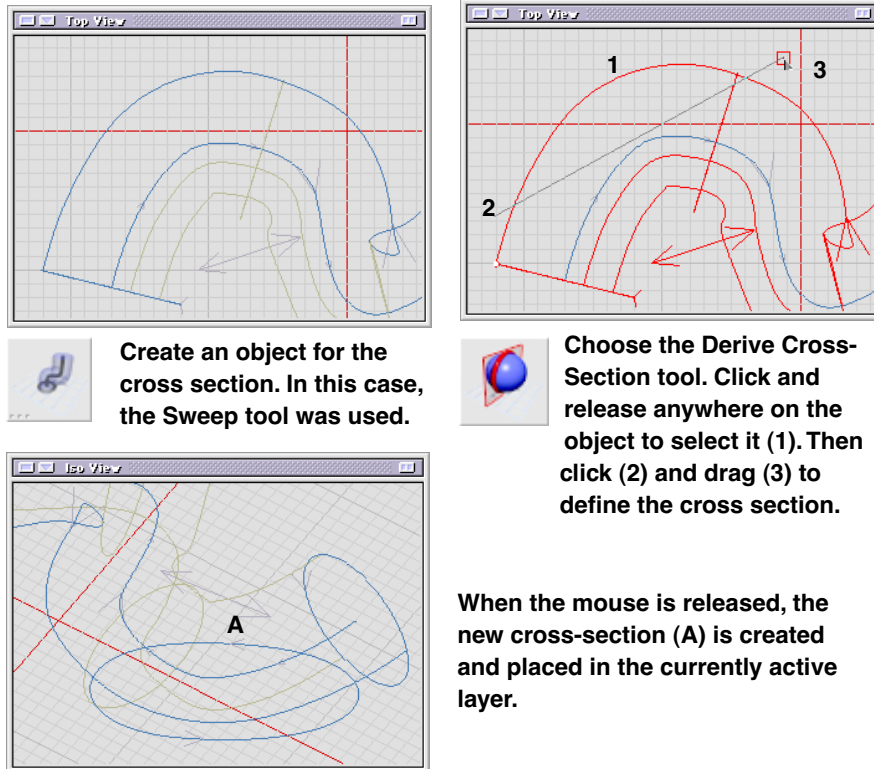 Top View
Top View
1
3
2
Create an object for the
cross section. In this case,
the Sweep tool was used.
Choose the Derive Cross-
Section tool. Click and
release anywhere on the
object to select it (1). Then
click (2) and drag (3) to
define the cross section.
Iso View
A
When the mouse is released, the
new cross-section (A) is created
and placed in the currently active
layer.